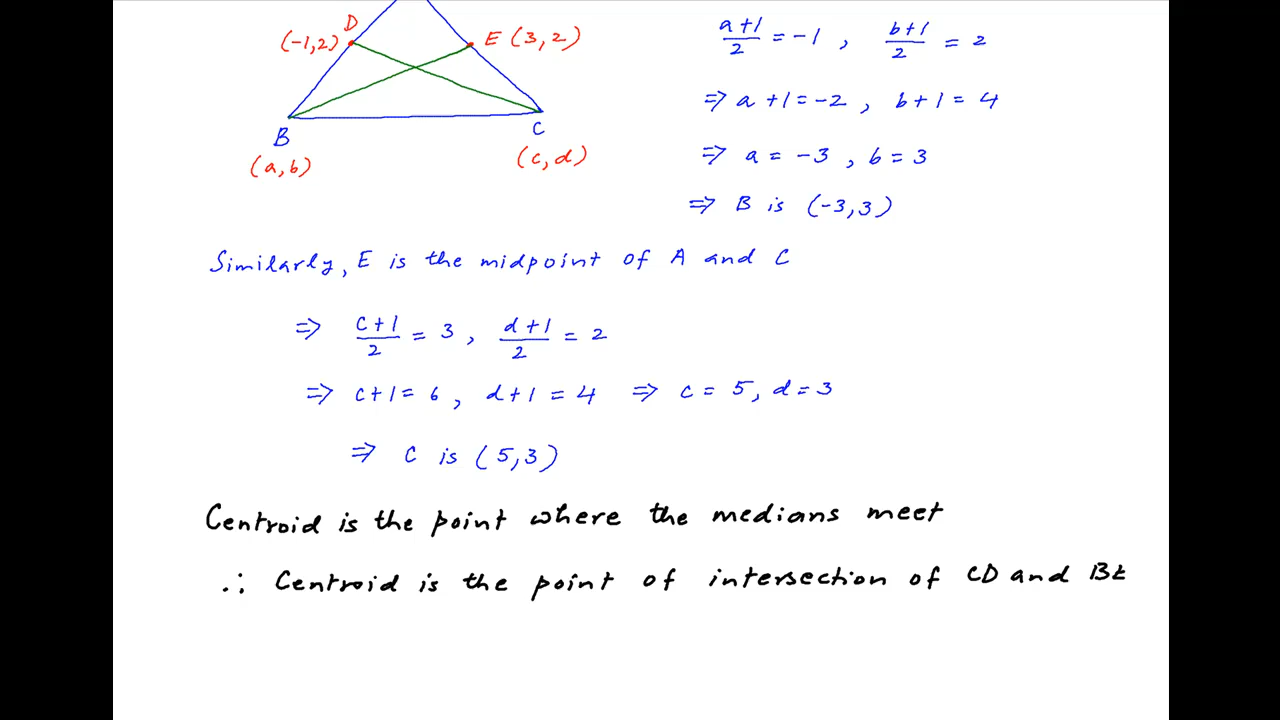 D
(-1,2)
E (3,2)
B
(a,b)
C
(c,d)
a+1/2 = -1 , b+1/2 = 2
⇒ a+1=-2 , b+1=4
⇒ a = -3 , b = 3
⇒ B is (-3,3)
Similarly, E is the midpoint of A and C
⇒ c+1/2 = 3 , d+1/2 = 2
⇒ c+1=6 , d+1=4 ⇒ c = 5, d=3
⇒ C is (5,3)
Centroid is the point where the medians meet
∴ Centroid is the point of intersection of CD and BE